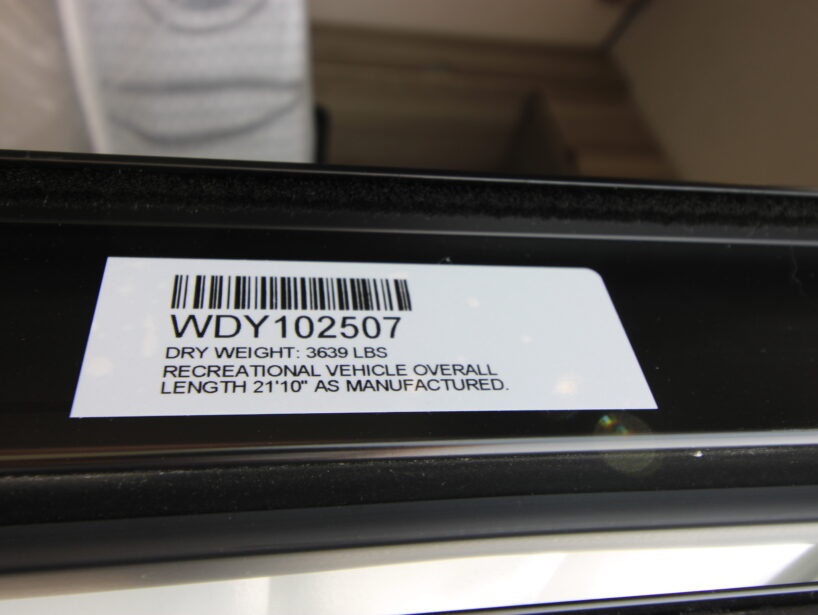 WDY102507
DRY WEIGHT: 3639 LBS
RECREATIONAL VEHICLE OVERALL
LENGTH 21'10" AS MANUFACTURED.